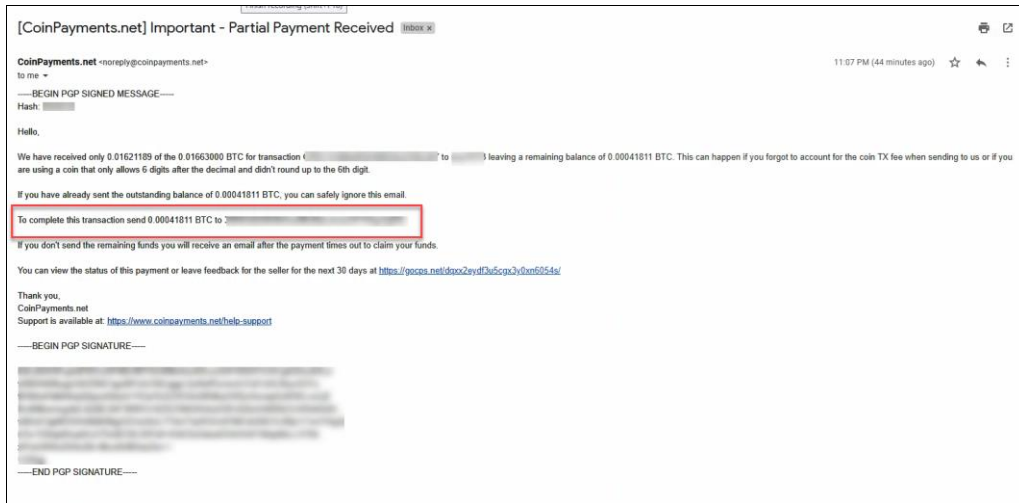 [CoinPayments.net] Important - Partial Payment Received Inbox x
CoinPayments.net <noreply@coinpayments.net>
11:07 PM (44 minutes ago)
to me
-----BEGIN PGP SIGNED MESSAGE-----
Hash:
Hello,
We have received only 0.01621189 of the 0.01663000 BTC for transaction to leaving a remaining balance of 0.00041811 BTC. This can happen if you forgot to account for the coin TX fee when sending to us or if you
are using a coin that only allows 6 digits after the decimal and didn't round up to the 6th digit.
If you have already sent the outstanding balance of 0.00041811 BTC, you can safely ignore this email.
To complete this transaction send 0.00041811 BTC to
If you don't send the remaining funds you will receive an email after the payment times out to claim your funds.
You can view the status of this payment or leave feedback for the seller for the next 30 days at https://gocps.net/dqxx2eydf3u5cgx3y0xn6054s/
Thank you,
CoinPayments.net
Support is available at: https://www.coinpayments.net/help-support
-----BEGIN PGP SIGNATURE-----
-----END PGP SIGNATURE-----